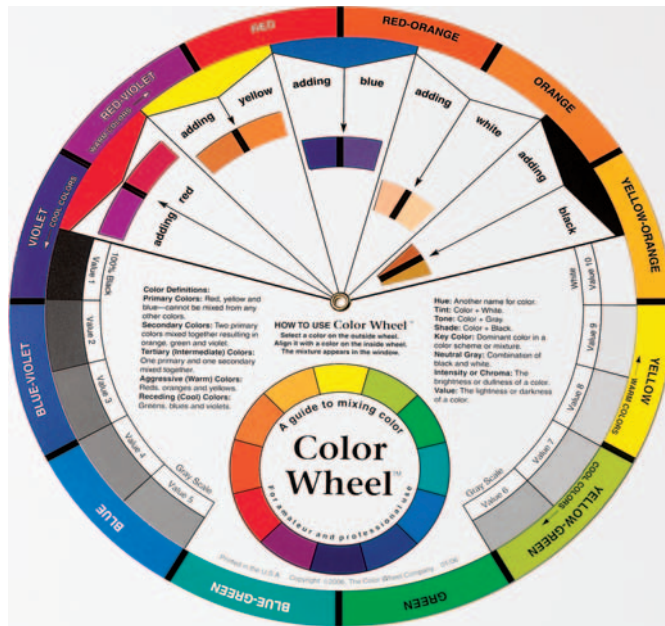 RED
RED-ORANGE
ORANGE
YELLOW-ORANGE
YELLOW
WARM COLORS
COOL COLORS
YELLOW-GREEN
GREEN
BLUE-GREEN
BLUE
BLUE-VIOLET
VIOLET
COOL COLORS
RED-VIOLET
WARM COLORS
adding red
adding yellow
adding blue
adding white
adding black
100% Black
Value 1
Value 2
Value 3
Value 4
Value 5
Gray Scale
White
Value 10
Value 9
Value 8
Value 7
Value 6
Gray Scale
Color Definitions:
Primary Colors: Red, yellow and
blue—cannot be mixed from any
other colors.
Secondary Colors: Two primary
colors mixed together resulting in
orange, green and violet.
Tertiary (Intermediate) Colors:
One primary and one secondary
mixed together.
Aggressive (Warm) Colors:
Reds, oranges and yellows.
Receding (Cool) Colors:
Greens, blues and violets.
HOW TO USE Color Wheel™
Select a color on the outside wheel.
Align it with a color on the inside wheel.
The mixture appears in the window.
Hue: Another name for color.
Tint: Color + White.
Tone: Color + Gray.
Shade: Color + Black.
Key Color: Dominant color in a
color scheme or mixture.
Neutral Gray: Combination of
black and white.
Intensity or Chroma: The
brightness or dullness of a color.
Value: The lightness or darkness
of a color.
A guide to mixing color
Color
Wheel™
For amateur and professional use
Printed in the U.S.A. Copyright ©2006, The Color Wheel Company